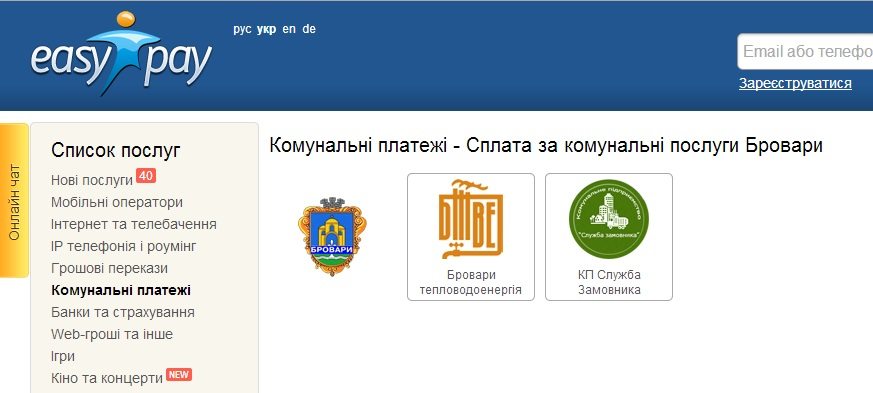 easy pay
рус укр en de
Email або телефо
Зареєструватися
Онлайн чат
Список послуг
Нові послуги 40
Мобільні оператори
Інтернет та телебачення
IP телефонія і роумінг
Грошові перекази
Комунальні платежі
Банки та страхування
Web-гроші та інше
Ігри
Кіно та концерти NEW
Комунальні платежі - Сплата за комунальні послуги Бровари
БРОВАРИ
БТВЕ
Бровари
тепловодоенергія
Комунальне підприємство
"Служба замовника"
КП Служба
Замовника